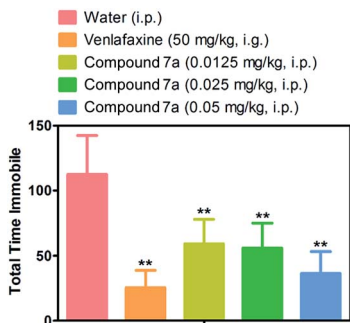 Water (i.p.)
Venlafaxine (50 mg/kg, i.g.)
Compound 7a (0.0125 mg/kg, i.p.)
Compound 7a (0.025 mg/kg, i.p.)
Compound 7a (0.05 mg/kg, i.p.)
Total Time Immobile
150
100
50
0
**
**
**
**